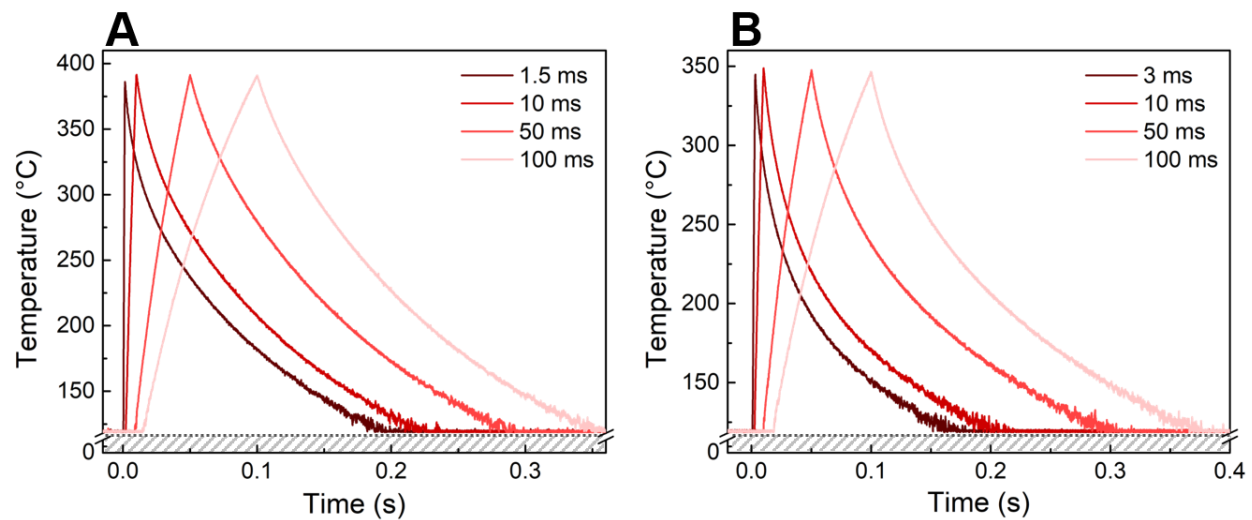 A
400
350
300
250
200
150
0
0.0 0.1 0.2 0.3
Temperature (°C)
Time (s)
1.5 ms
10 ms
50 ms
100 ms
B
350
300
250
200
150
0
0.0 0.1 0.2 0.3 0.4
Temperature (°C)
Time (s)
3 ms
10 ms
50 ms
100 ms